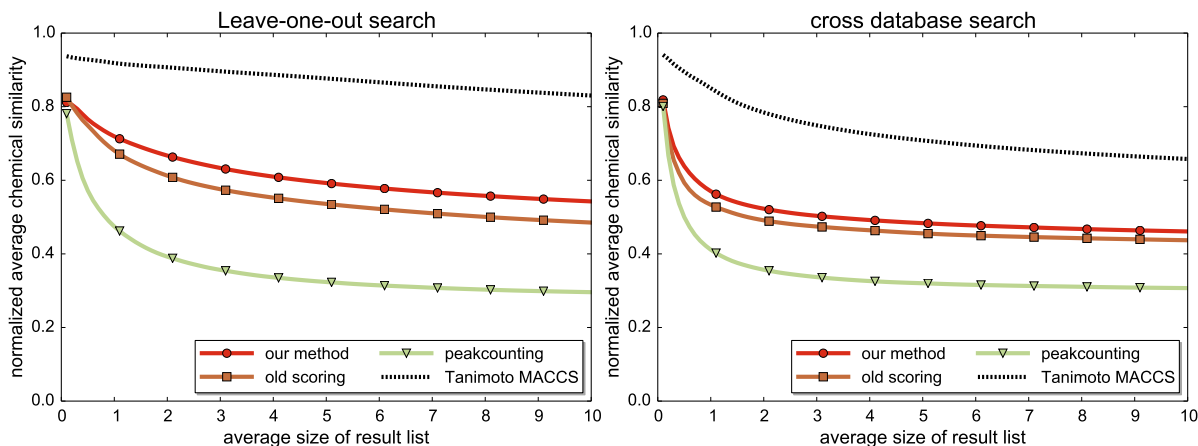 Leave-one-out search
normalized average chemical similarity
1.0
0.8
0.6
0.4
0.2
0.0
our method
old scoring
peakcounting
Tanimoto MACCS
0 1 2 3 4 5 6 7 8 9 10
average size of result list
cross database search
normalized average chemical similarity
1.0
0.8
0.6
0.4
0.2
0.0
our method
old scoring
peakcounting
Tanimoto MACCS
0 1 2 3 4 5 6 7 8 9 10
average size of result list